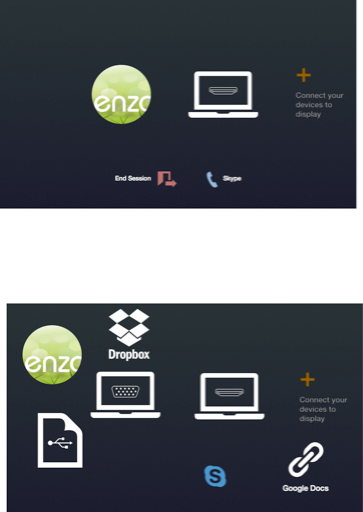 enzo
Connect your
devices to
display
End Session
Skype
Dropbox
enzo
Connect your
devices to
display
S
Google Docs